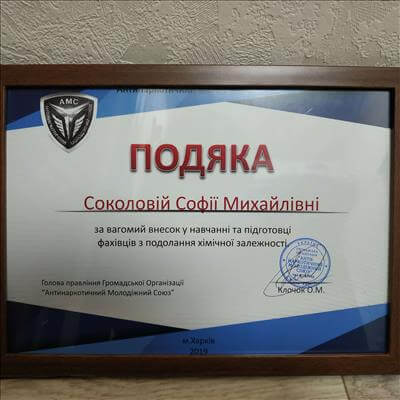 АМС
Антинаркотичний
ПОДЯКА
Соколовій Софії Михайлівні
за вагомий внесок у навчанні та підготовці
фахівців з подолання хімічної залежності.
Голова правління Громадської Організації
"Антинаркотичний Молодіжний Союз"
Клочок О.М.
м.Харків
2019